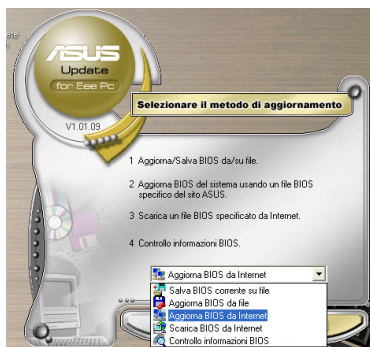 ASUS
Update
for Eee Pc
V1.01.09
Selezionare il metodo di aggiornamento
1 Aggiorna/Salva BIOS da/su file.
2 Aggiorna BIOS del sistema usando un file BIOS
specifico del sito ASUS.
3 Scarica un file BIOS specificato da Internet.
4 Controllo informazioni BIOS.
Aggiorna BIOS da Internet
Salva BIOS corrente su file
Aggiorna BIOS da file
Aggiorna BIOS da Internet
Scarica BIOS da Internet
Controllo informazioni BIOS